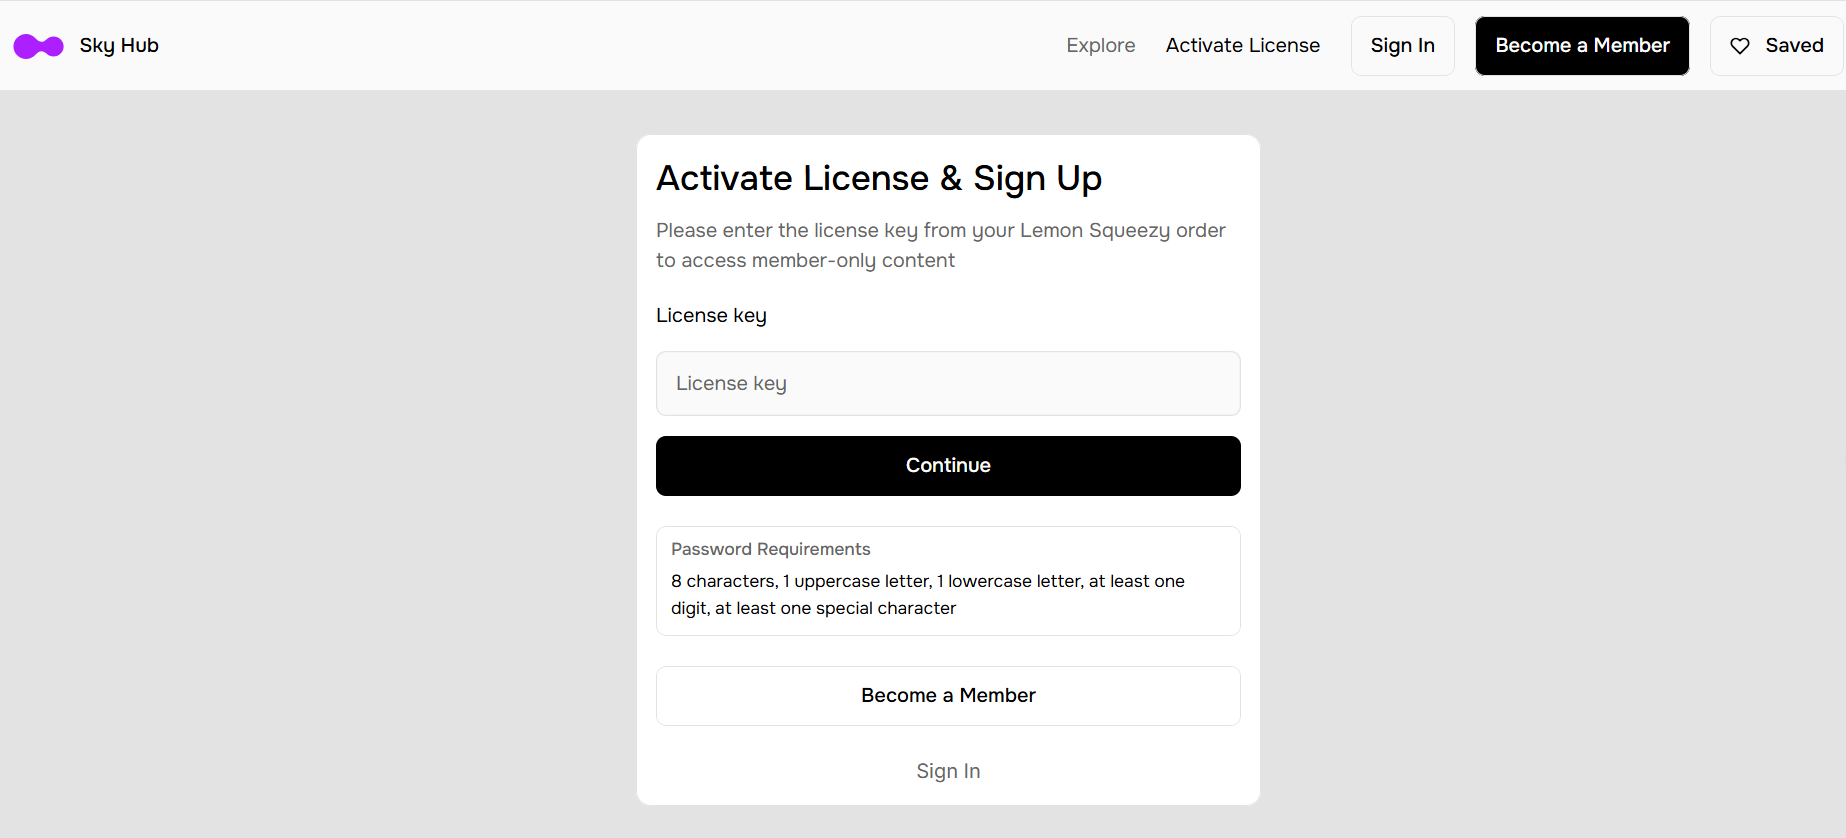 Sky Hub
Explore
Activate License
Sign In
Become a Member
Saved
Activate License & Sign Up
Please enter the license key from your Lemon Squeezy order
to access member-only content
License key
License key
Continue
Password Requirements
8 characters, 1 uppercase letter, 1 lowercase letter, at least one
digit, at least one special character
Become a Member
Sign In